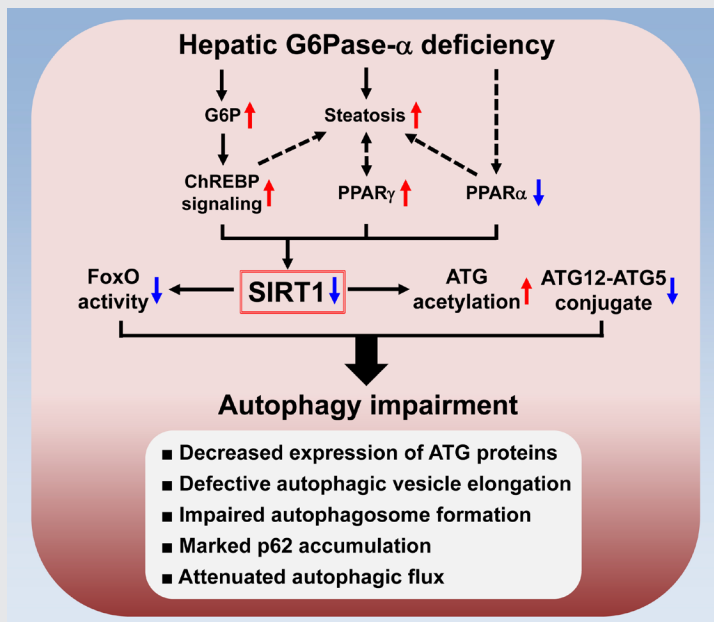 Hepatic G6Pase-α deficiency
G6P
Steatosis
ChREBP
signaling
PPARγ
PPARα
FoxO
activity
SIRT1
ATG
acetylation
ATG12-ATG5
conjugate
Autophagy impairment
■ Decreased expression of ATG proteins
■ Defective autophagic vesicle elongation
■ Impaired autophagosome formation
■ Marked p62 accumulation
■ Attenuated autophagic flux